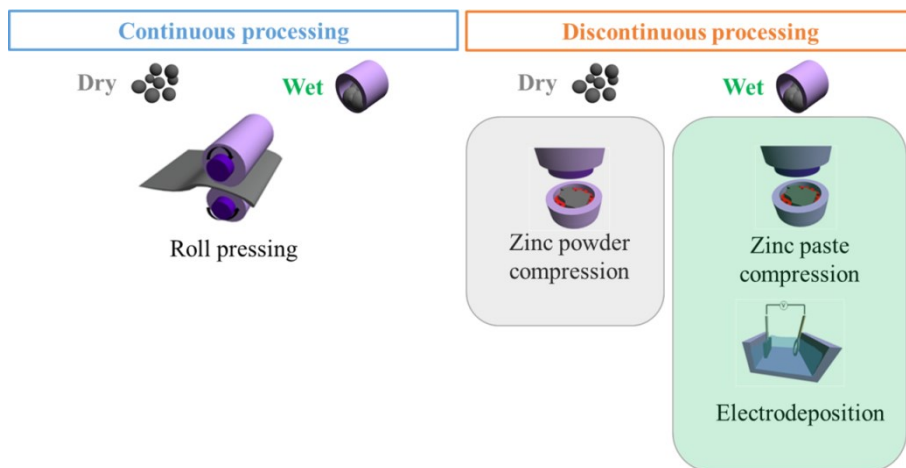 Continuous processing
Discontinuous processing
Dry
Wet
Dry
Wet
Roll pressing
Zinc powder
compression
Zinc paste
compression
V
Electrodeposition